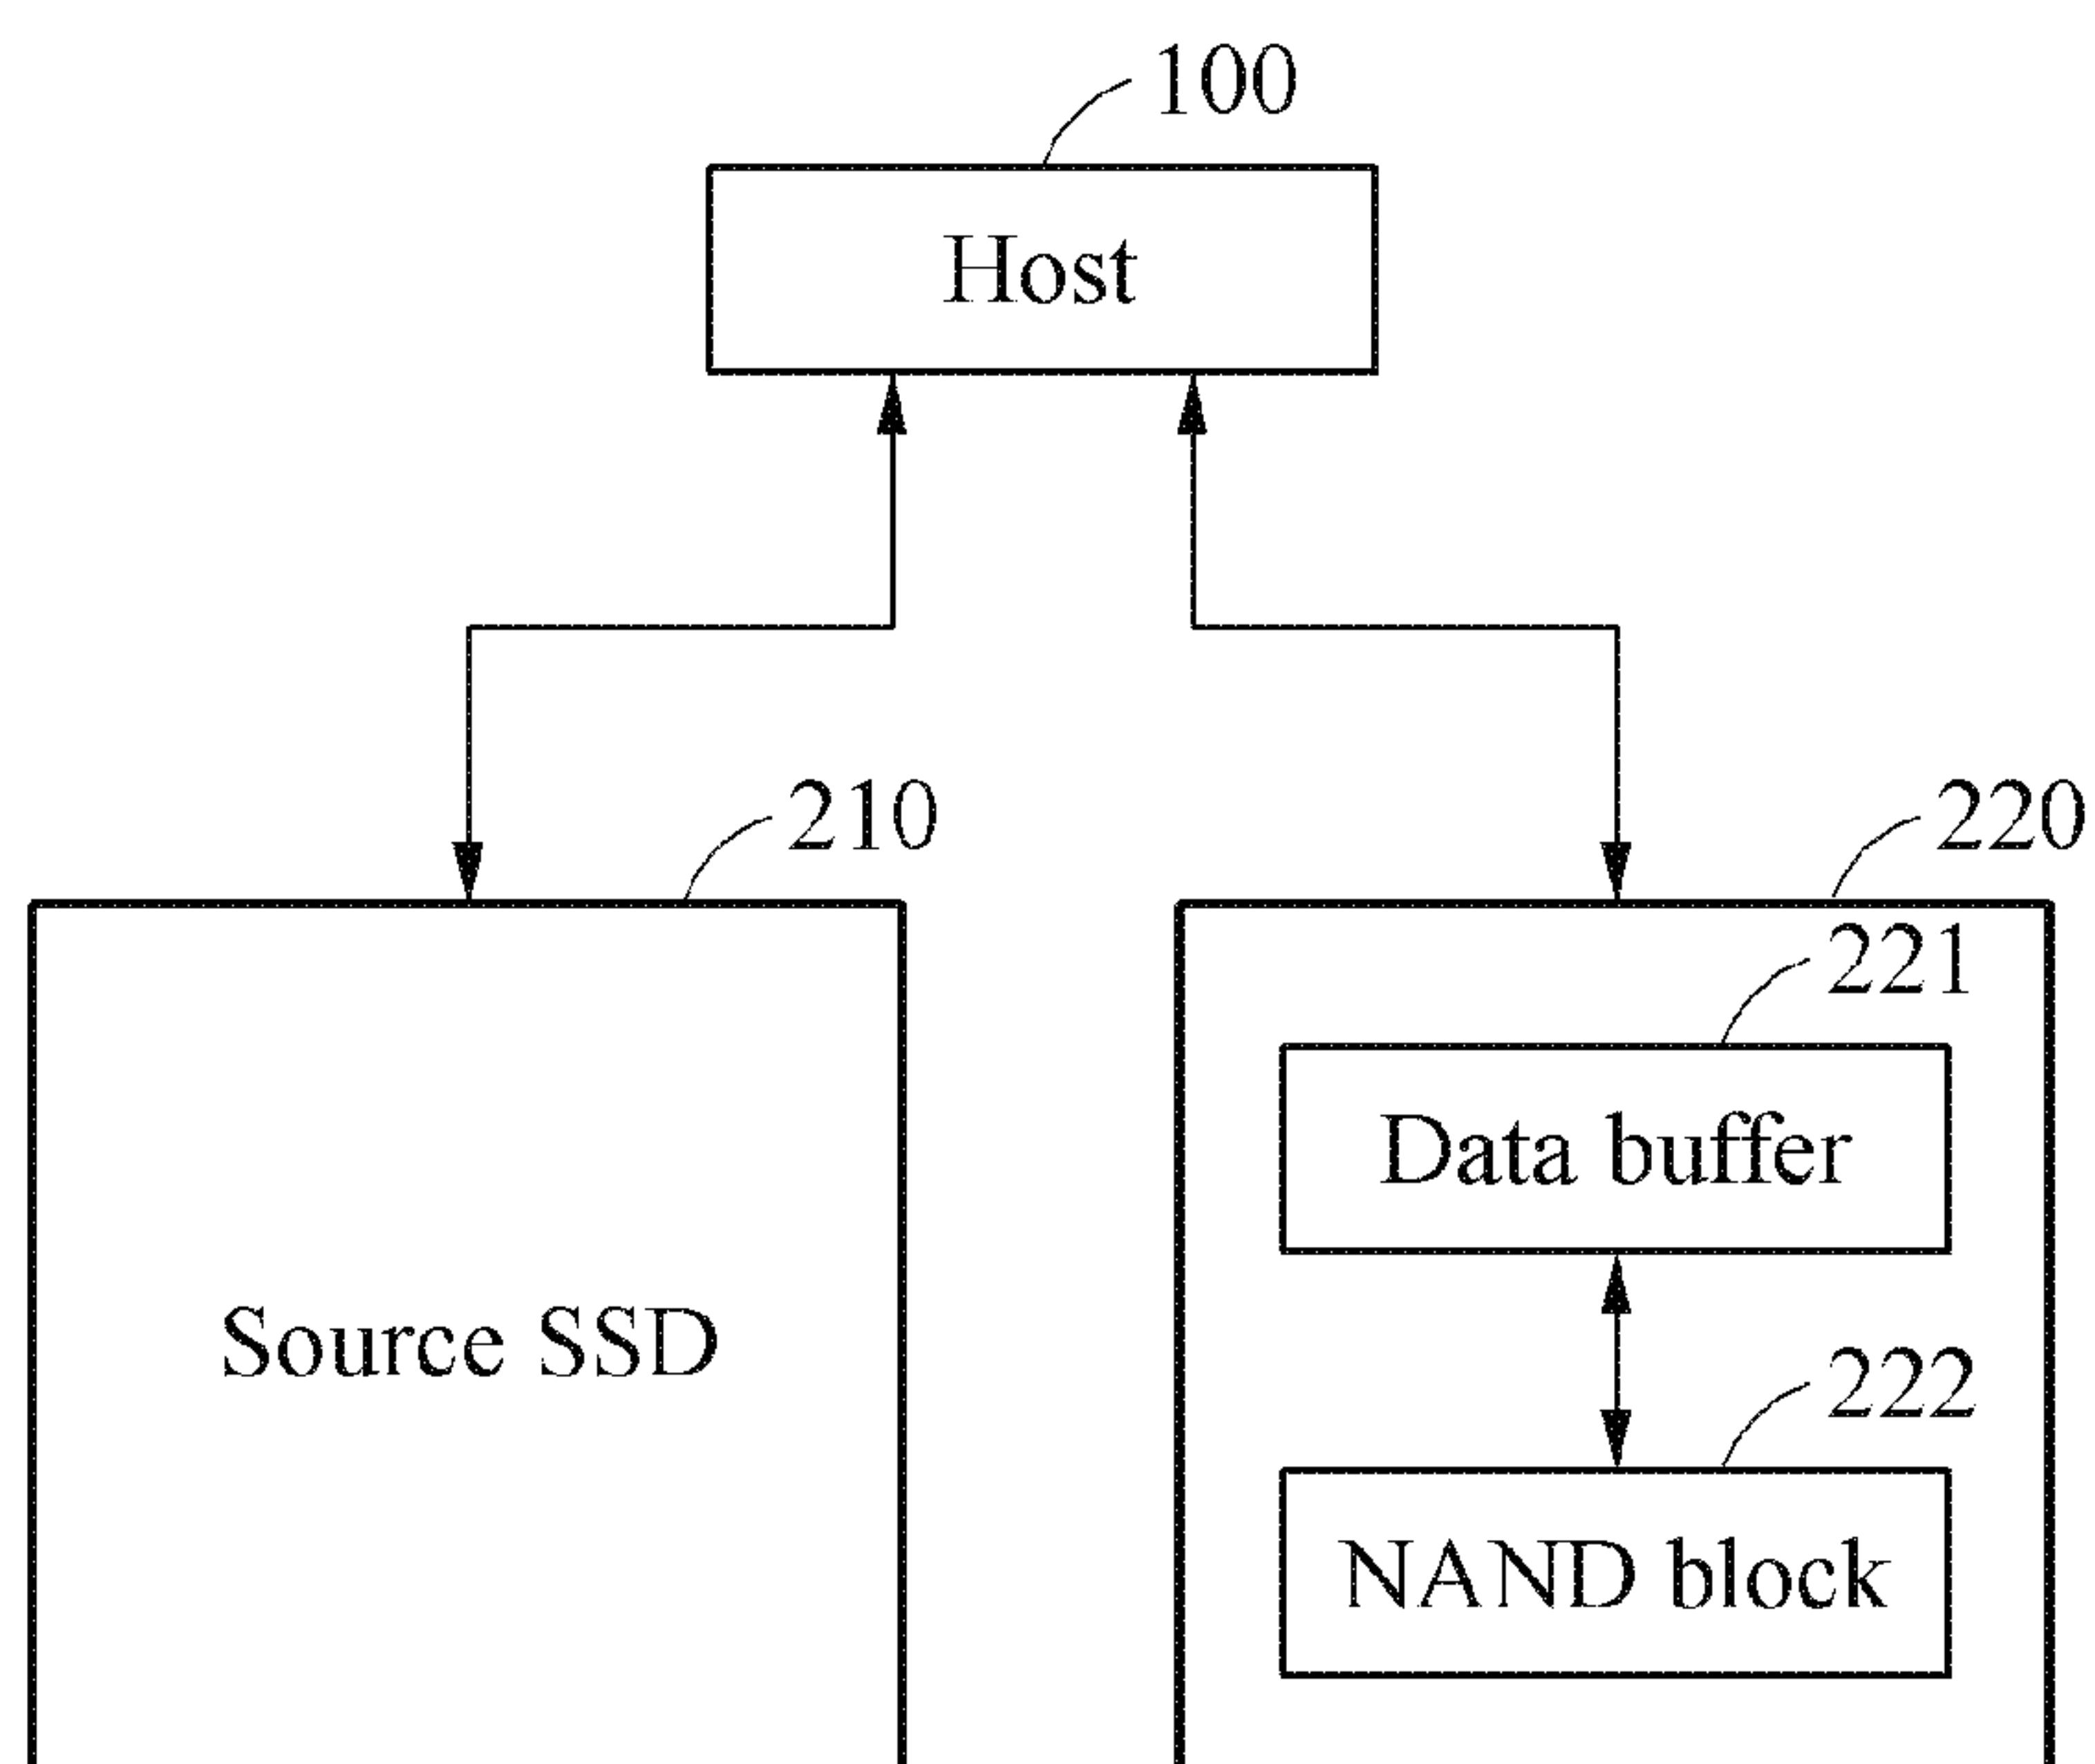 100
Host
210
220
221
Data buffer
Source SSD
222
NAND block